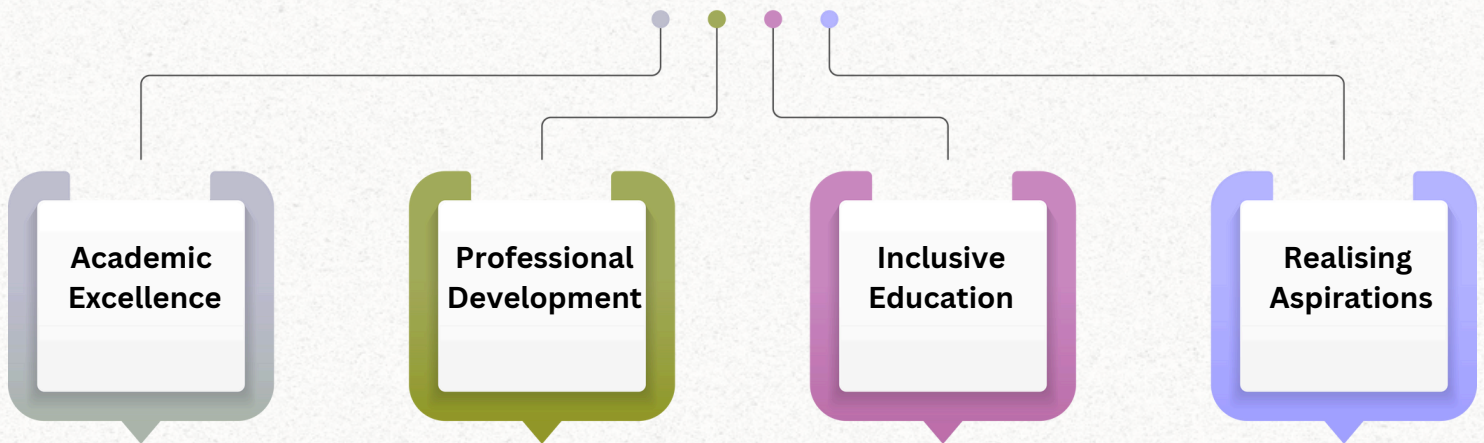 Academic
Excellence
Professional
Development
Inclusive
Education
Realising
Aspirations